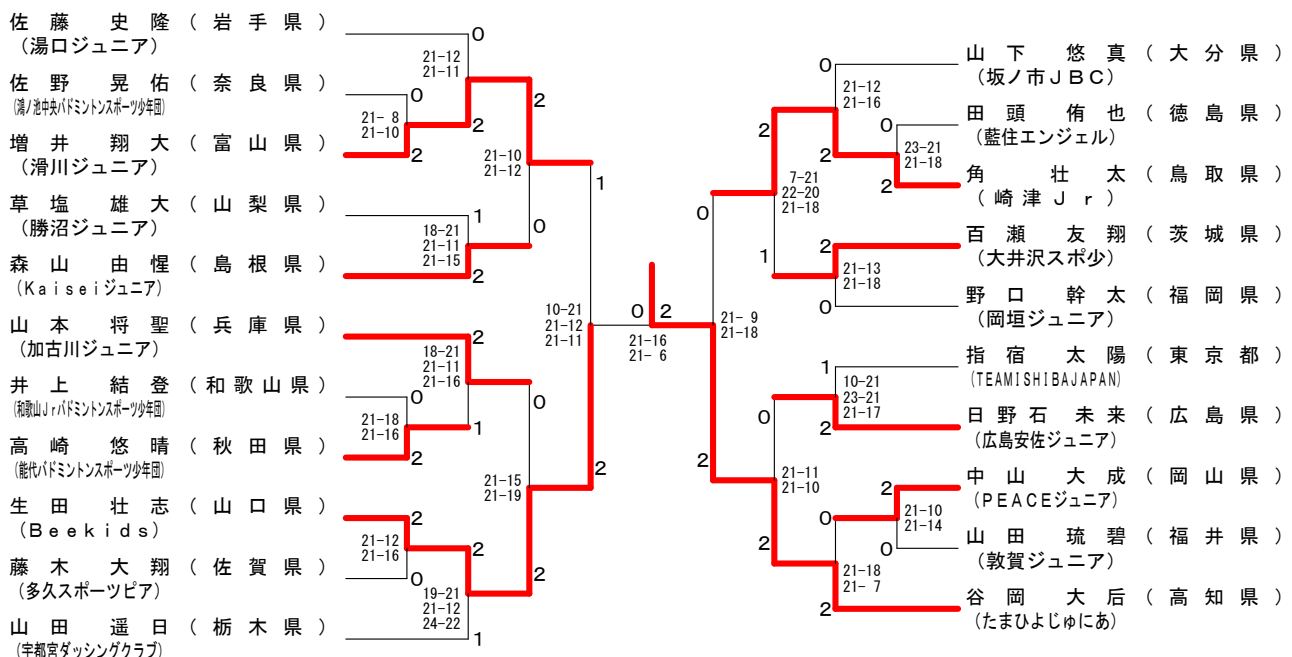 佐藤 史隆 (岩手県)
(湯口ジュニア)
佐野 晃佑 (奈良県)
(鴻ノ池中央バドミントンスポーツ少年団)
増井 翔大 (富山県)
(滑川ジュニア)
草塩 雄大 (山梨県)
(勝沼ジュニア)
森山 由惺 (島根県)
(Kaiseiジュニア)
山本 将聖 (兵庫県)
(加古川ジュニア)
井上 結登 (和歌山県)
(和歌山Jrバドミントンスポーツ少年団)
高崎 悠晴 (秋田県)
(能代バドミントンスポーツ少年団)
生田 壮志 (山口県)
(Beekids)
藤木 大翔 (佐賀県)
(多久スポーツピア)
山田 遥日 (栃木県)
(宇都宮ダッシングクラブ)
0
21-12
21-11
2
0
21- 8
21-10
2
2
21-10
21-12
1
1
18-21
21-11
21-15
0
2
10-21
21-12
21-11
2
18-21
21-11
21-16
0
0
21-18
21-16
1
2
21-15
21-19
2
2
21-12
21-16
2
0
2
19-21
21-12
24-22
1
0
2
21-16
21- 6
0
21-12
21-16
2
0
23-21
21-18
2
2
7-21
22-20
21-18
0
1
2
21-13
21-18
0
21- 9
21-18
1
10-21
23-21
21-17
0
2
2
21-11
21-10
2
0
21-10
21-14
2
0
21-18
21- 7
2
山下 悠真 (大分県)
(坂ノ市JBC)
田頭 侑也 (徳島県)
(藍住エンジェル)
角 壮太 (鳥取県)
(崎津Jr)
百瀬 友翔 (茨城県)
(大井沢スポ少)
野口 幹太 (福岡県)
(岡垣ジュニア)
指宿 太陽 (東京都)
(TEAMISHIBAJAPAN)
日野石 未来 (広島県)
(広島安佐ジュニア)
中山 大成 (岡山県)
(PEACEジュニア)
山田 琉碧 (福井県)
(敦賀ジュニア)
谷岡 大后 (高知県)
(たまひよじゅにあ)